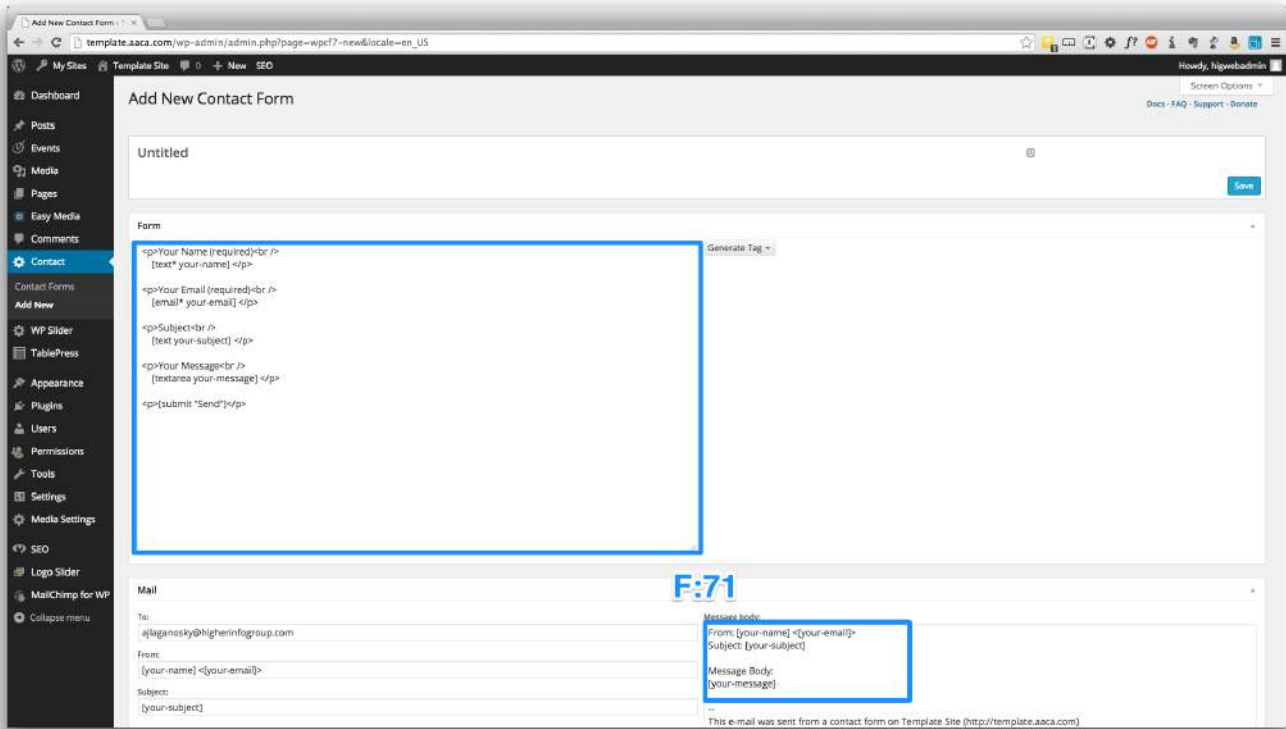 Add New Contact Form
template.aaca.com/wp-admin/admin.php?page=wpcf7-new&locale=en_US
My Sites Template Site 0 + New SEO
Howdy, higwebadmin
Screen Options
Docs - FAQ - Support - Donate
Dashboard
Posts
Events
Media
Pages
Easy Media
Comments
Contact
Contact Forms
Add New
WP Slider
TablePress
Appearance
Plugins
Users
Permissions
Tools
Settings
Media Settings
SEO
Logo Slider
MailChimp for WP
Collapse menu
Add New Contact Form
Untitled
Save
Form
<p>Your Name (required)<br />
[text* your-name] </p>
<p>Your Email (required)<br />
[email* your-email] </p>
<p>Subject<br />
[text your-subject] </p>
<p>Your Message<br />
[textarea your-message] </p>
<p>[submit "Send"]</p>
Generate Tag
F:71
Mail
To:
ajlaganosky@higherinfogroup.com
From:
[your-name] <[your-email]>
Subject:
[your-subject]
Message body:
From: [your-name] <[your-email]>
Subject: [your-subject]
Message Body:
[your-message]
--
This e-mail was sent from a contact form on Template Site (http://template.aaca.com)